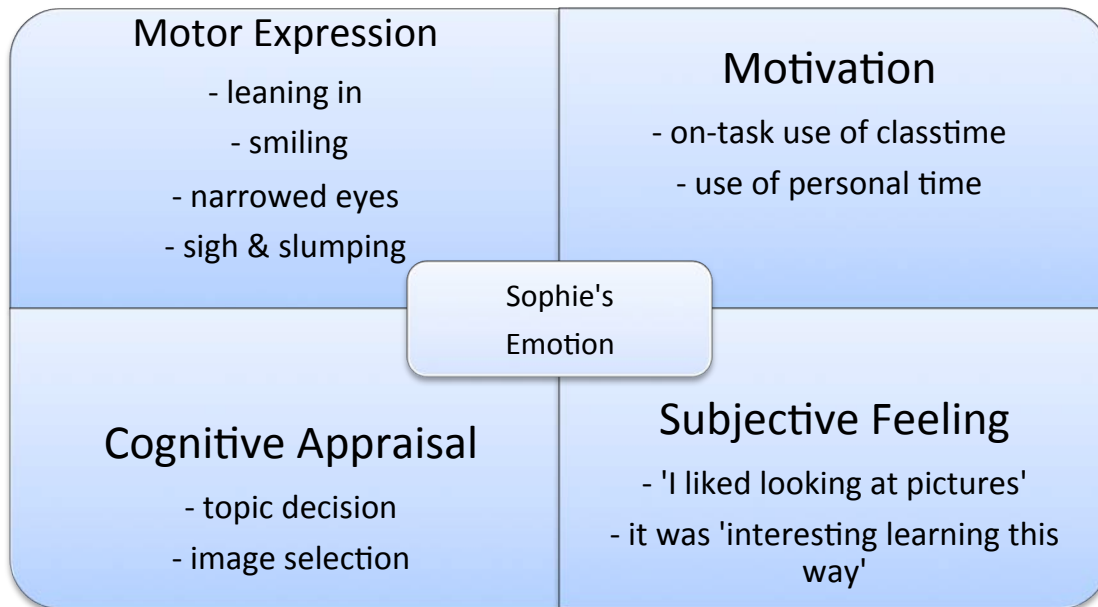 Motor Expression
- leaning in
- smiling
- narrowed eyes
- sigh & slumping
Motivation
- on-task use of classtime
- use of personal time
Sophie's
Emotion
Cognitive Appraisal
- topic decision
- image selection
Subjective Feeling
- 'I liked looking at pictures'
- it was 'interesting learning this
way'